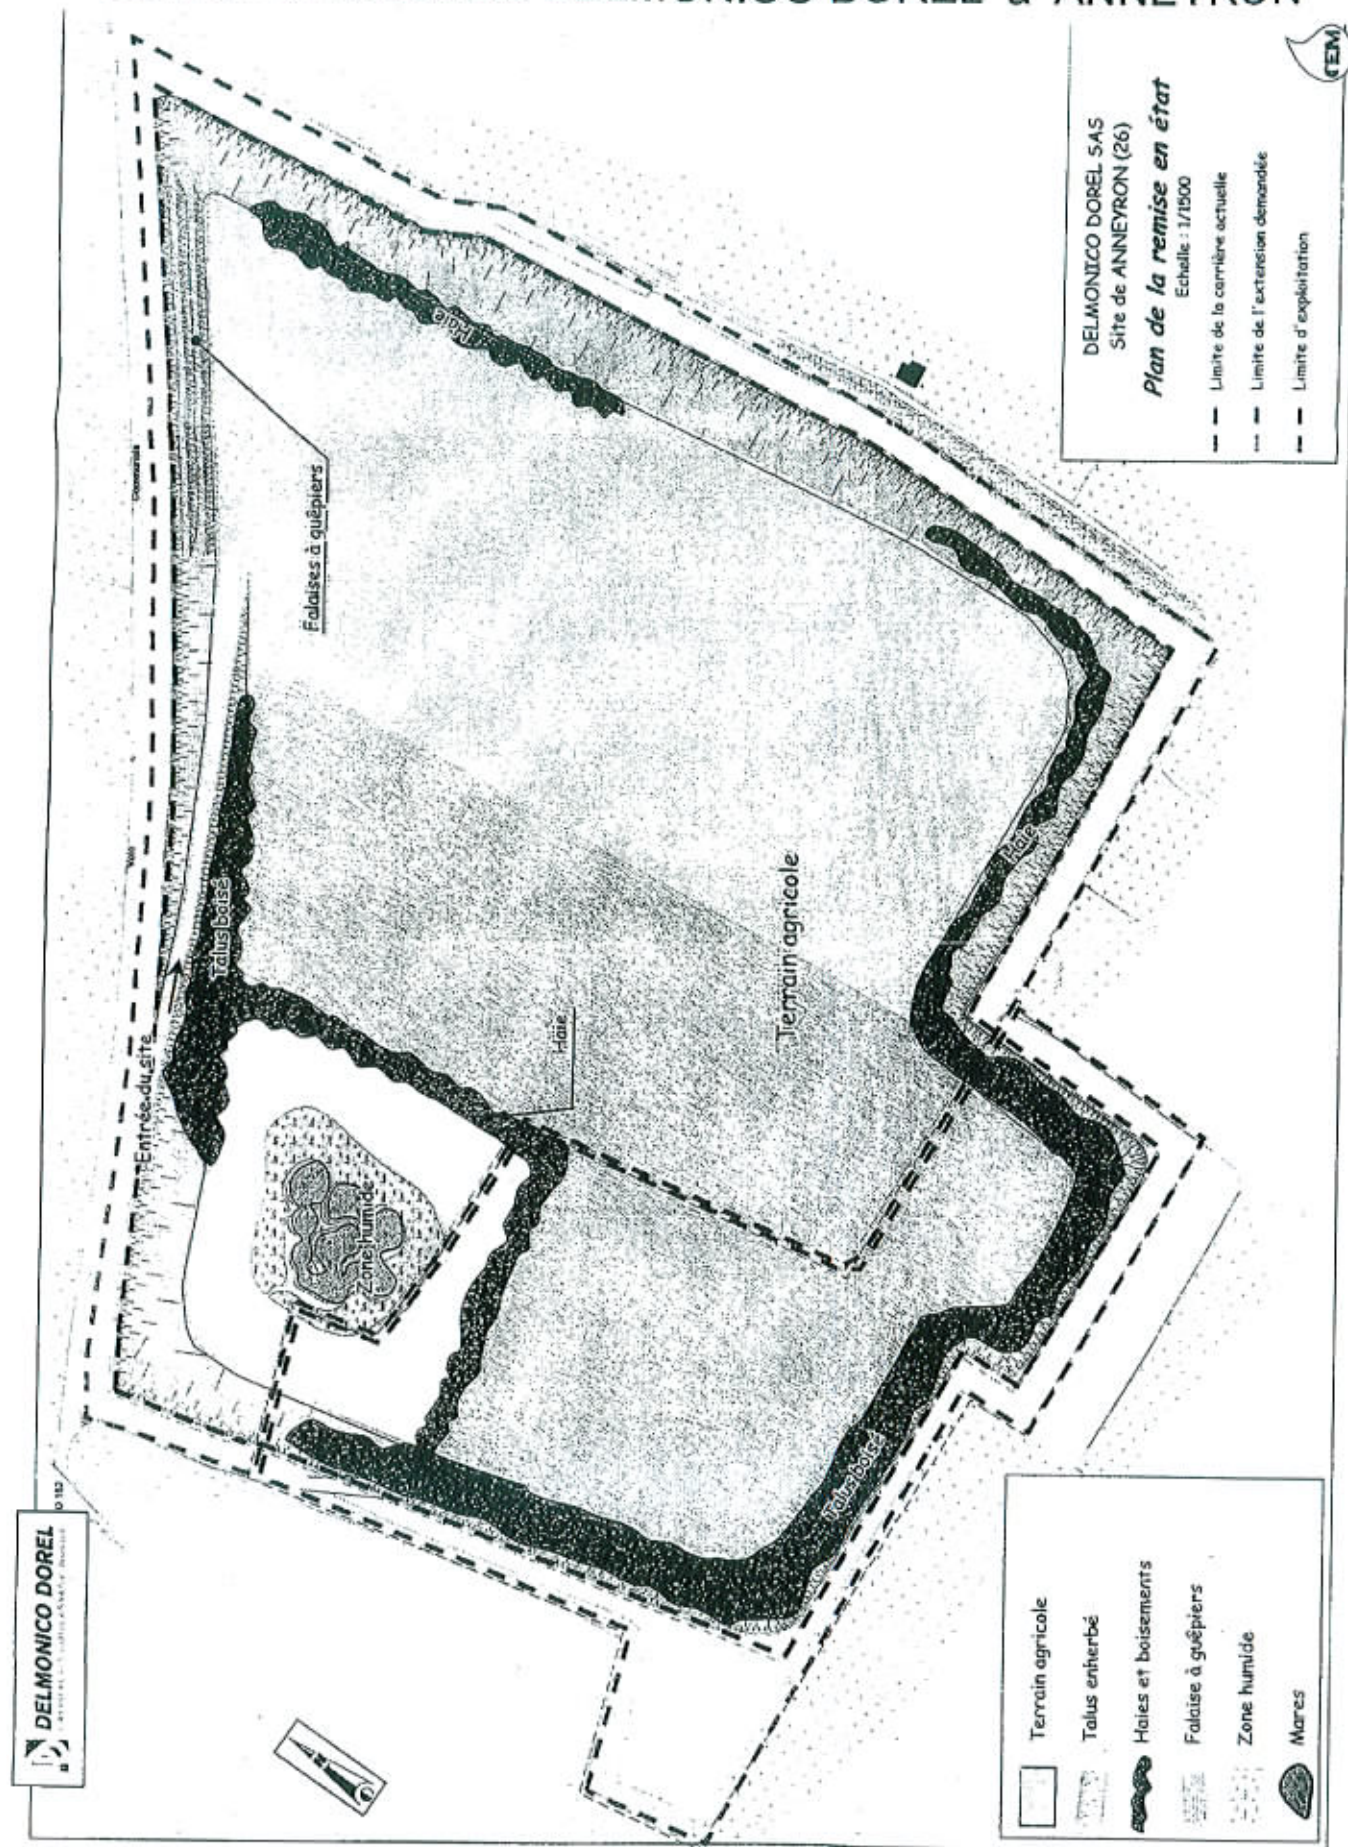 DOREL à ANNEYRON
DELMONICO DOREL
D 182
DELMONICO DOREL SAS
Site de ANNEYRON (26)
Plan de la remise en état
Echelle : 1/1500
Limite de la carrière actuelle
Limite de l'extension demandée
Limite d'exploitation
Entrée du site
Talus boisé
Falaises à guêpiers
Haie
Zone humide
Haie
Terrain agricole
Haie
Talus boisé
Terrain agricole
Talus enherbé
Haies et boisements
Falaise à guêpiers
Zone humide
Mares